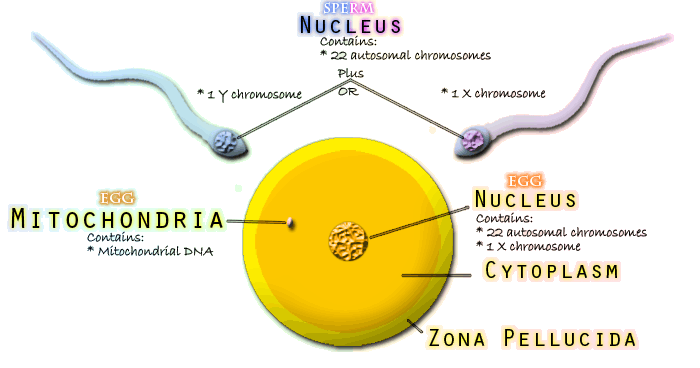 SPERM
NUCLEUS
Contains:
* 22 autosomal chromosomes
Plus
OR
* 1 Y chromosome
* 1 X chromosome
EGG
MITOCHONDRIA
Contains:
* Mitochondrial DNA
EGG
NUCLEUS
Contains:
* 22 autosomal chromosomes
* 1 X chromosome
CYTOPLASM
ZONA PELLUCIDA